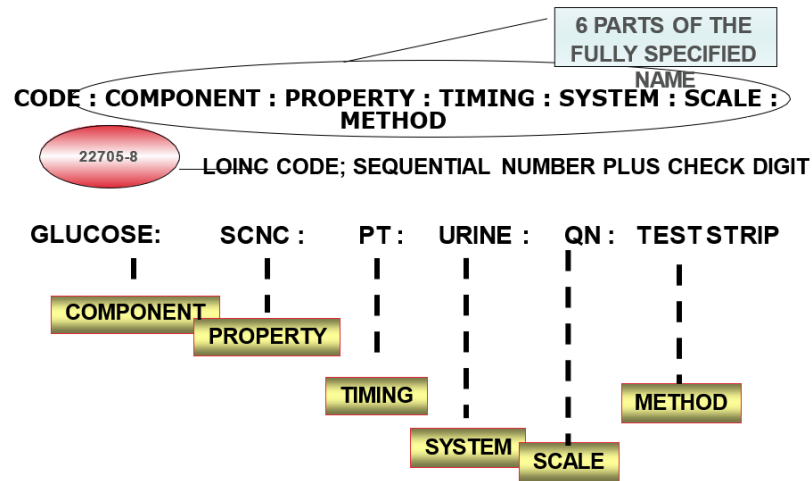 6 PARTS OF THE
FULLY SPECIFIED
NAME
CODE : COMPONENT : PROPERTY : TIMING : SYSTEM : SCALE :
METHOD
22705-8
LOINC CODE; SEQUENTIAL NUMBER PLUS CHECK DIGIT
GLUCOSE: SCNC : PT : URINE : QN : TEST STRIP
COMPONENT
PROPERTY
TIMING
METHOD
SYSTEM
SCALE